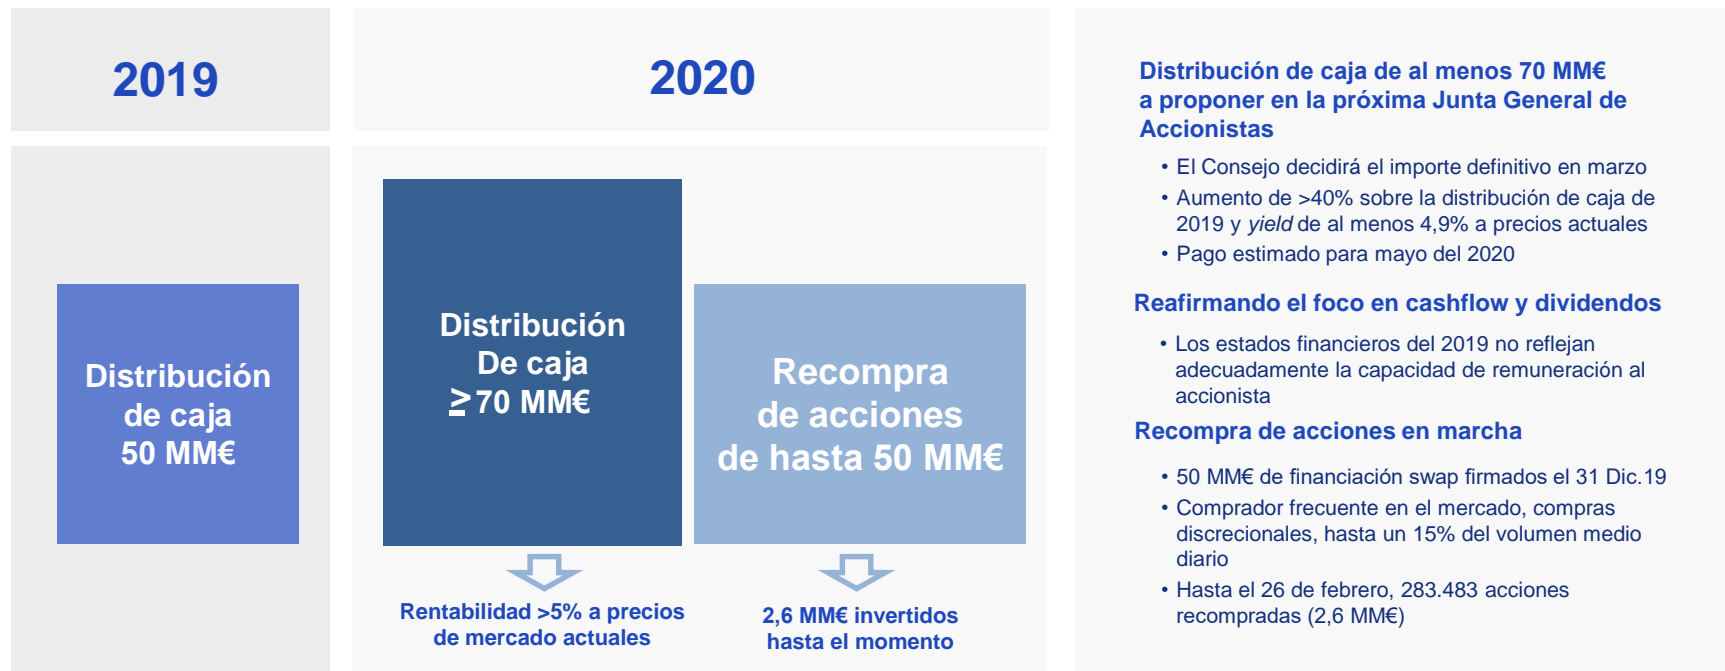 2019
Distribución
de caja
50 MM€
2020
Distribución
De caja
≥ 70 MM€
Rentabilidad >5% a precios
de mercado actuales
Recompra
de acciones
de hasta 50 MM€
2,6 MM€ invertidos
hasta el momento
Distribución de caja de al menos 70 MM€
a proponer en la próxima Junta General de
Accionistas
• El Consejo decidirá el importe definitivo en marzo
• Aumento de >40% sobre la distribución de caja de
2019 y yield de al menos 4,9% a precios actuales
• Pago estimado para mayo del 2020
Reafirmando el foco en cashflow y dividendos
• Los estados financieros del 2019 no reflejan
adecuadamente la capacidad de remuneración al
accionista
Recompra de acciones en marcha
• 50 MM€ de financiación swap firmados el 31 Dic.19
• Comprador frecuente en el mercado, compras
discrecionales, hasta un 15% del volumen medio
diario
• Hasta el 26 de febrero, 283.483 acciones
recompradas (2,6 MM€)